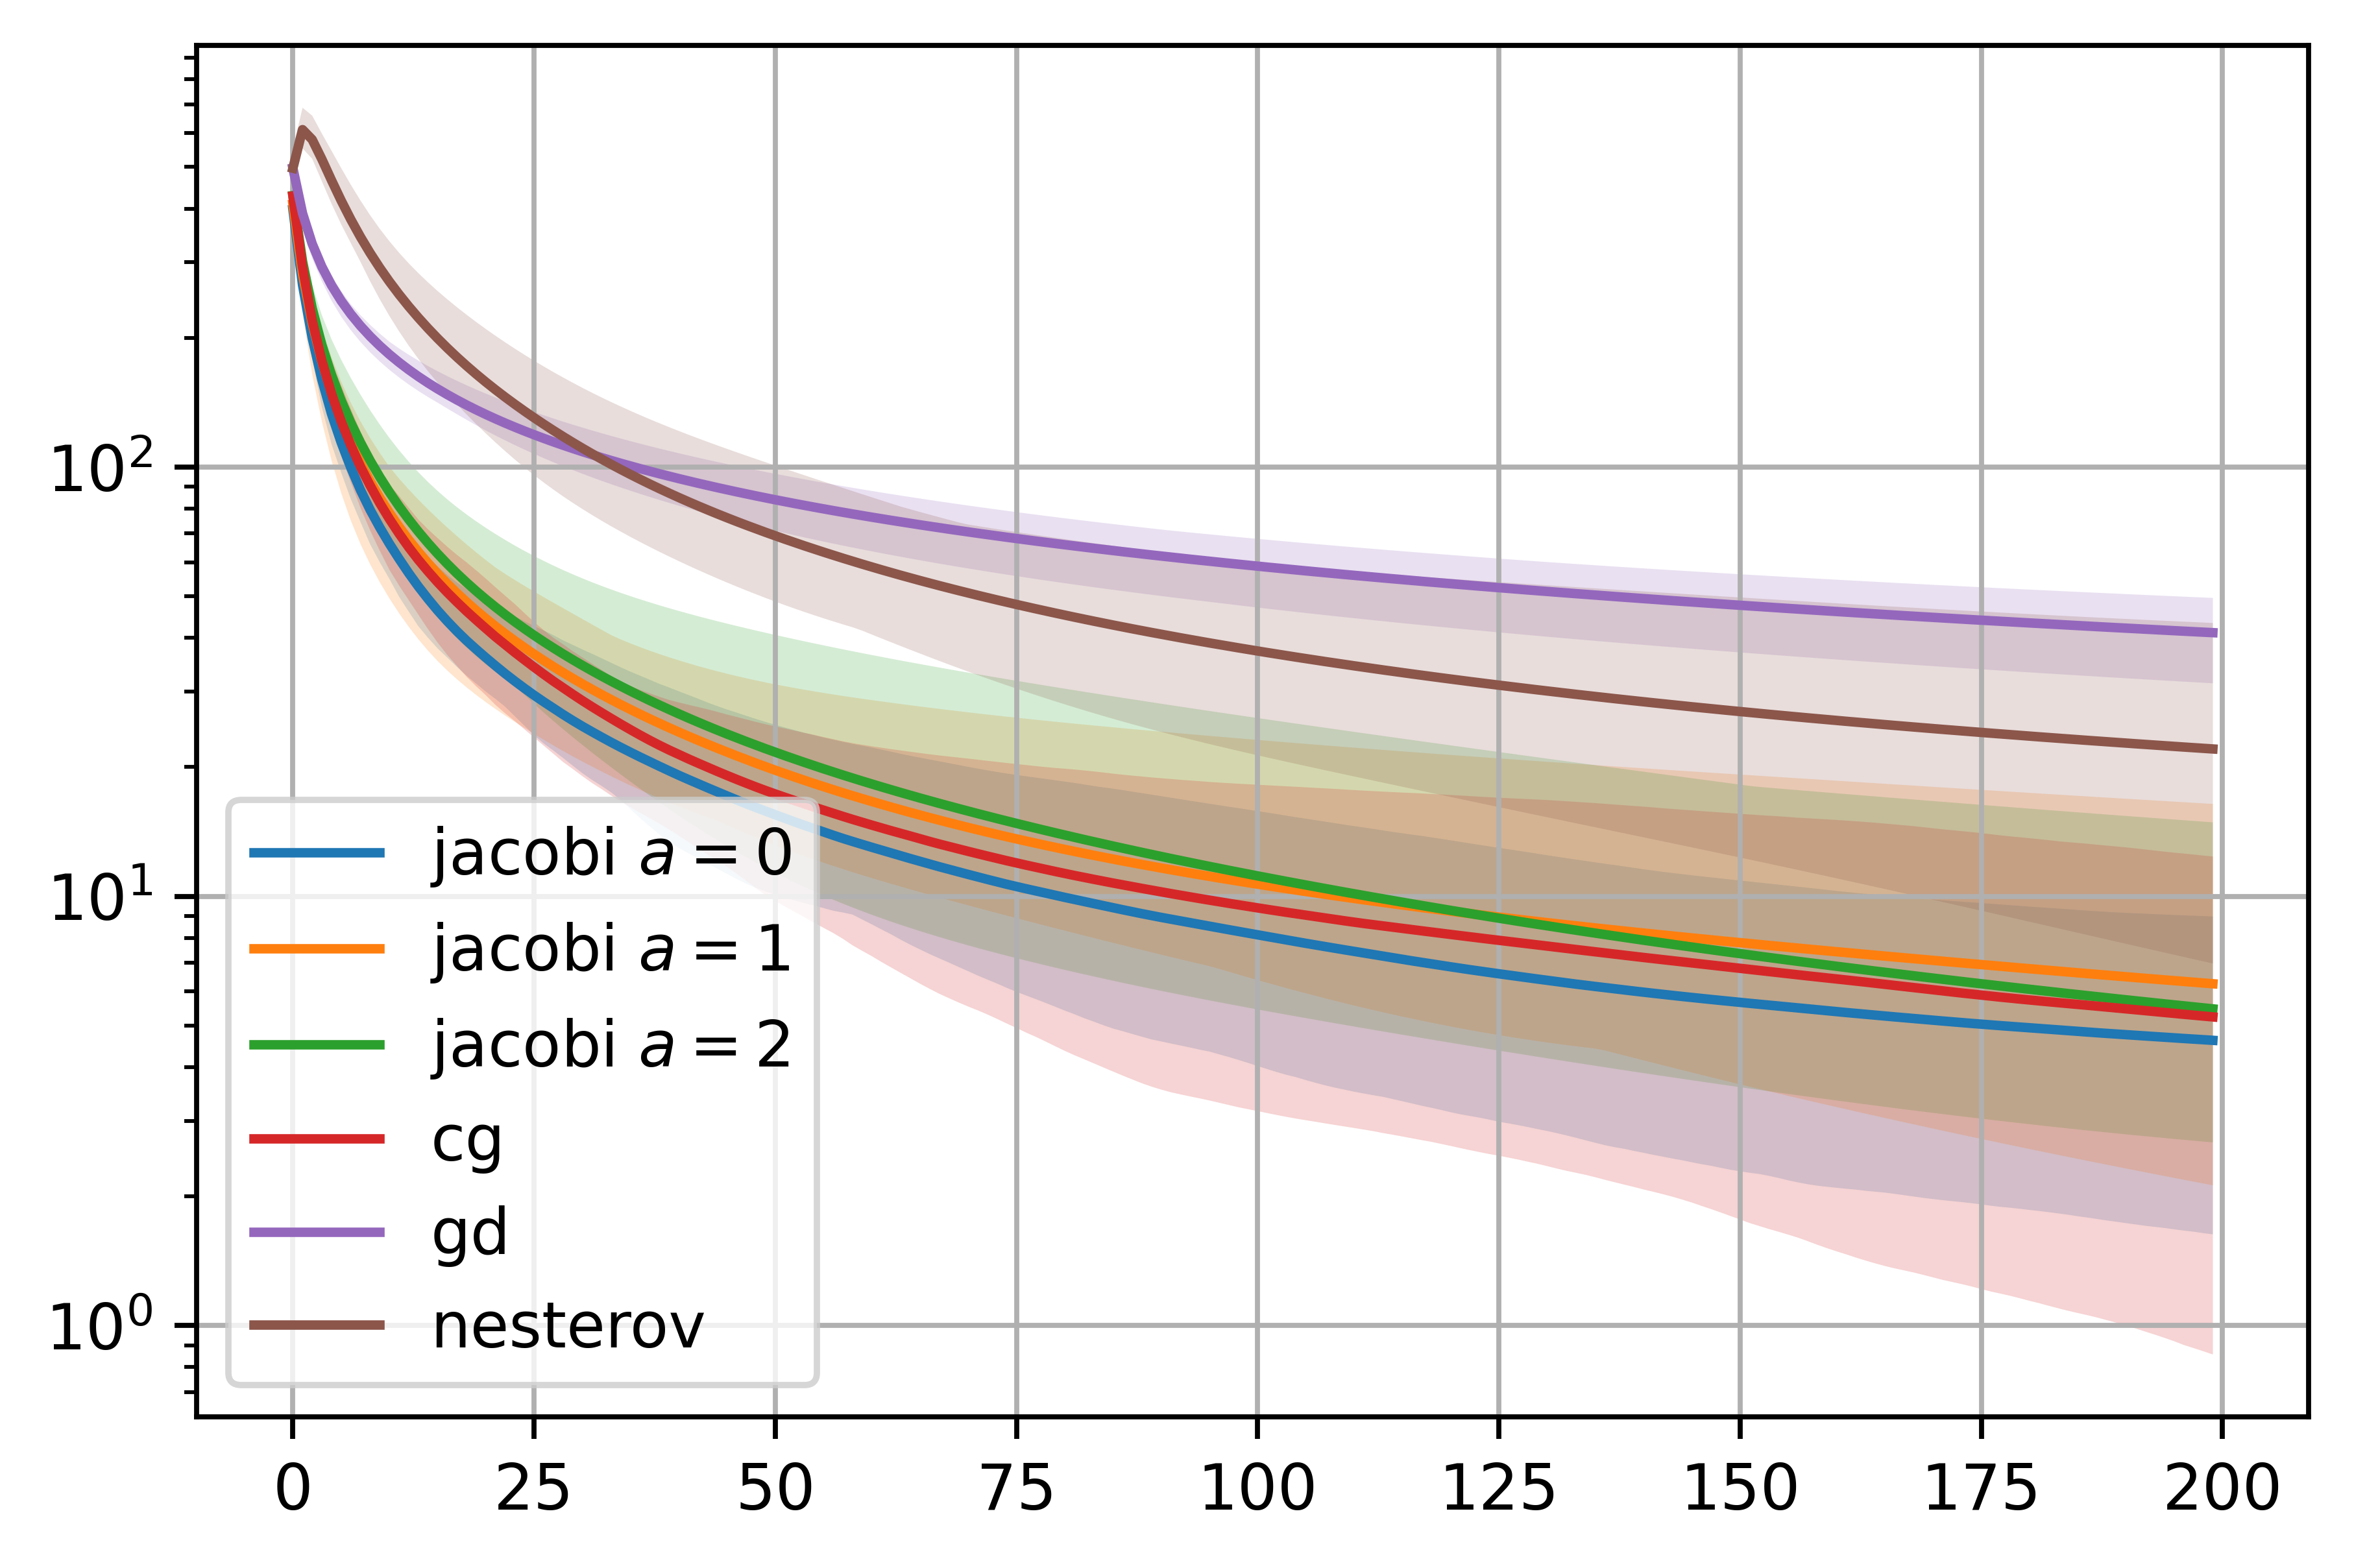 10²
10¹
10⁰
jacobi a = 0
jacobi a = 1
jacobi a = 2
cg
gd
nesterov
0 25 50 75 100 125 150 175 200